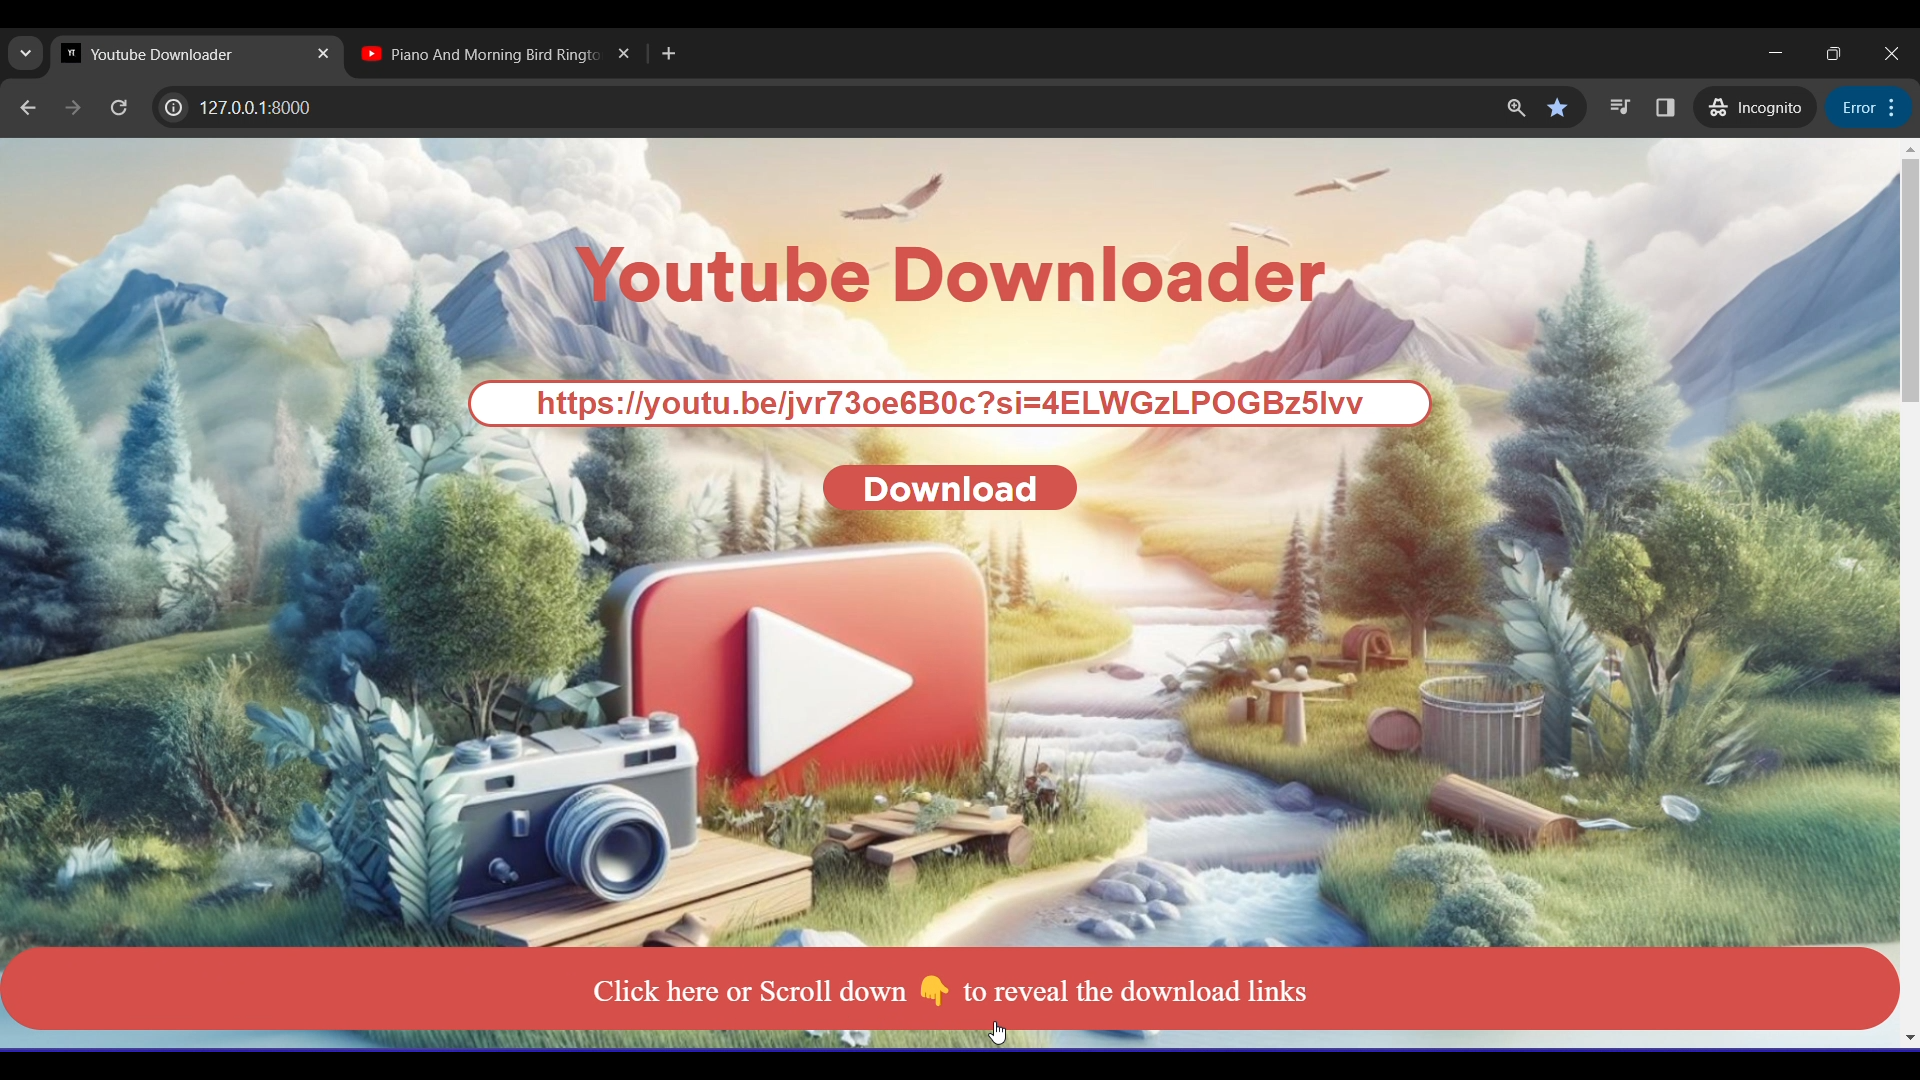 YT Youtube Downloader
Piano And Morning Bird Ringto
127.0.0.1:8000
Incognito
Error
Youtube Downloader
https://youtu.be/jvr73oe6B0c?si=4ELWGzLPOGBz5lvv
Download
Click here or Scroll down 👇 to reveal the download links